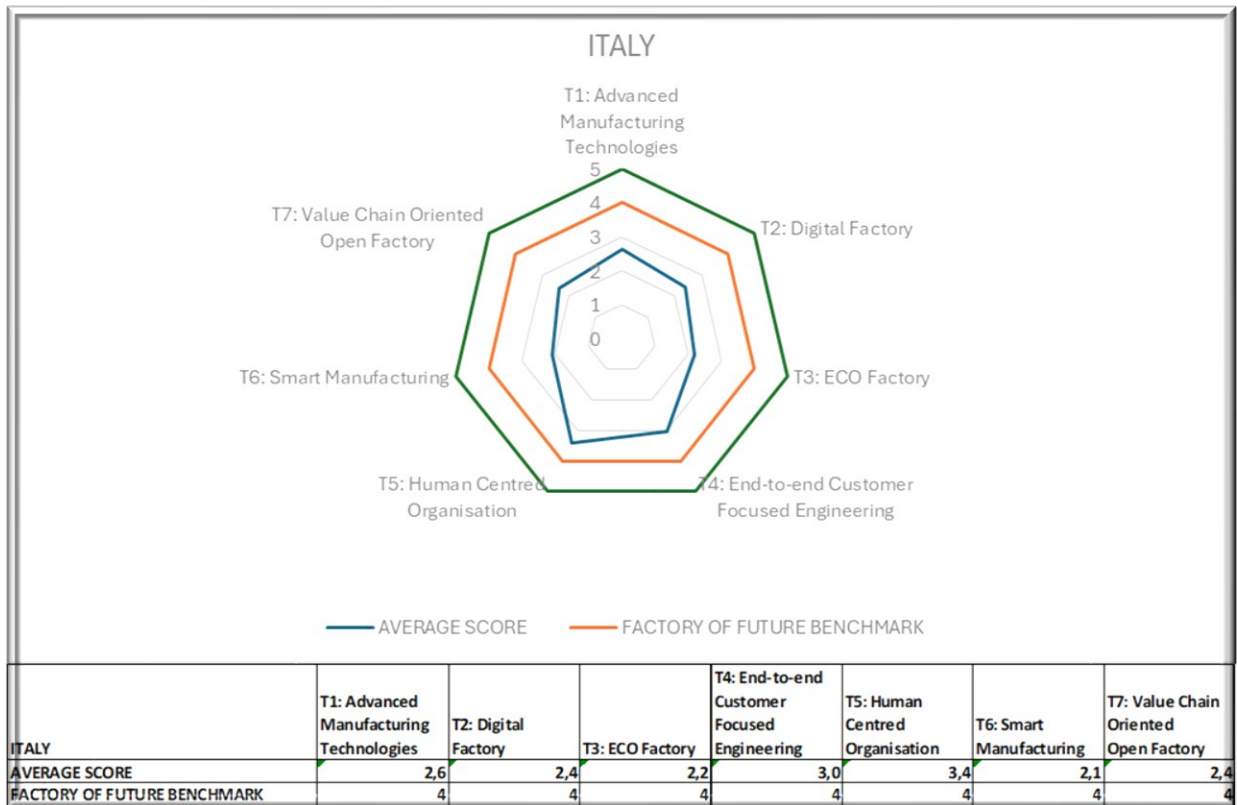 ITALY
T1: Advanced
Manufacturing
Technologies
5
4
3
2
1
0
T2: Digital Factory
T3: ECO Factory
T4: End-to-end Customer
Focused Engineering
T5: Human Centred
Organisation
T6: Smart Manufacturing
T7: Value Chain Oriented
Open Factory
AVERAGE SCORE
FACTORY OF FUTURE BENCHMARK
ITALY
T1: Advanced
Manufacturing
Technologies
T2: Digital
Factory
T3: ECO Factory
T4: End-to-end
Customer
Focused
Engineering
T5: Human
Centred
Organisation
T6: Smart
Manufacturing
T7: Value Chain
Oriented
Open Factory
AVERAGE SCORE 2,6 2,4 2,2 3,0 3,4 2,1 2,4
FACTORY OF FUTURE BENCHMARK 4 4 4 4 4 4 4